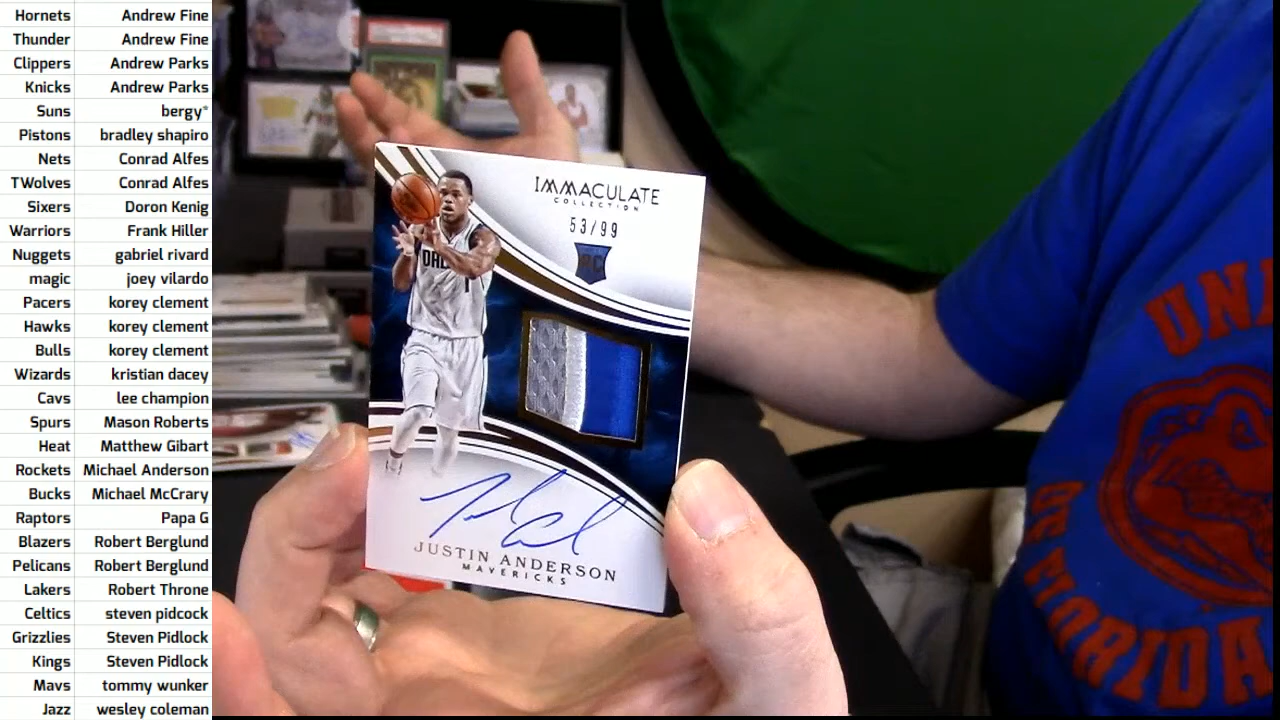 Hornets Andrew Fine
Thunder Andrew Fine
Clippers Andrew Parks
Knicks Andrew Parks
Suns bergy*
Pistons bradley shapiro
Nets Conrad Alfes
TWolves Conrad Alfes
Sixers Doron Kenig
Warriors Frank Hiller
Nuggets gabriel rivard
magic joey vilardo
Pacers korey clement
Hawks korey clement
Bulls korey clement
Wizards kristian dacey
Cavs lee champion
Spurs Mason Roberts
Heat Matthew Gibart
Rockets Michael Anderson
Bucks Michael McCrary
Raptors Papa G
Blazers Robert Berglund
Pelicans Robert Berglund
Lakers Robert Throne
Celtics steven pidcock
Grizzlies Steven Pidlock
Kings Steven Pidlock
Mavs tommy wunker
Jazz wesley coleman
IMMACULATE
COLLECTION
53/99
RC
DAL
1
JUSTIN ANDERSON
MAVERICKS
UNI
OF FLORIDA